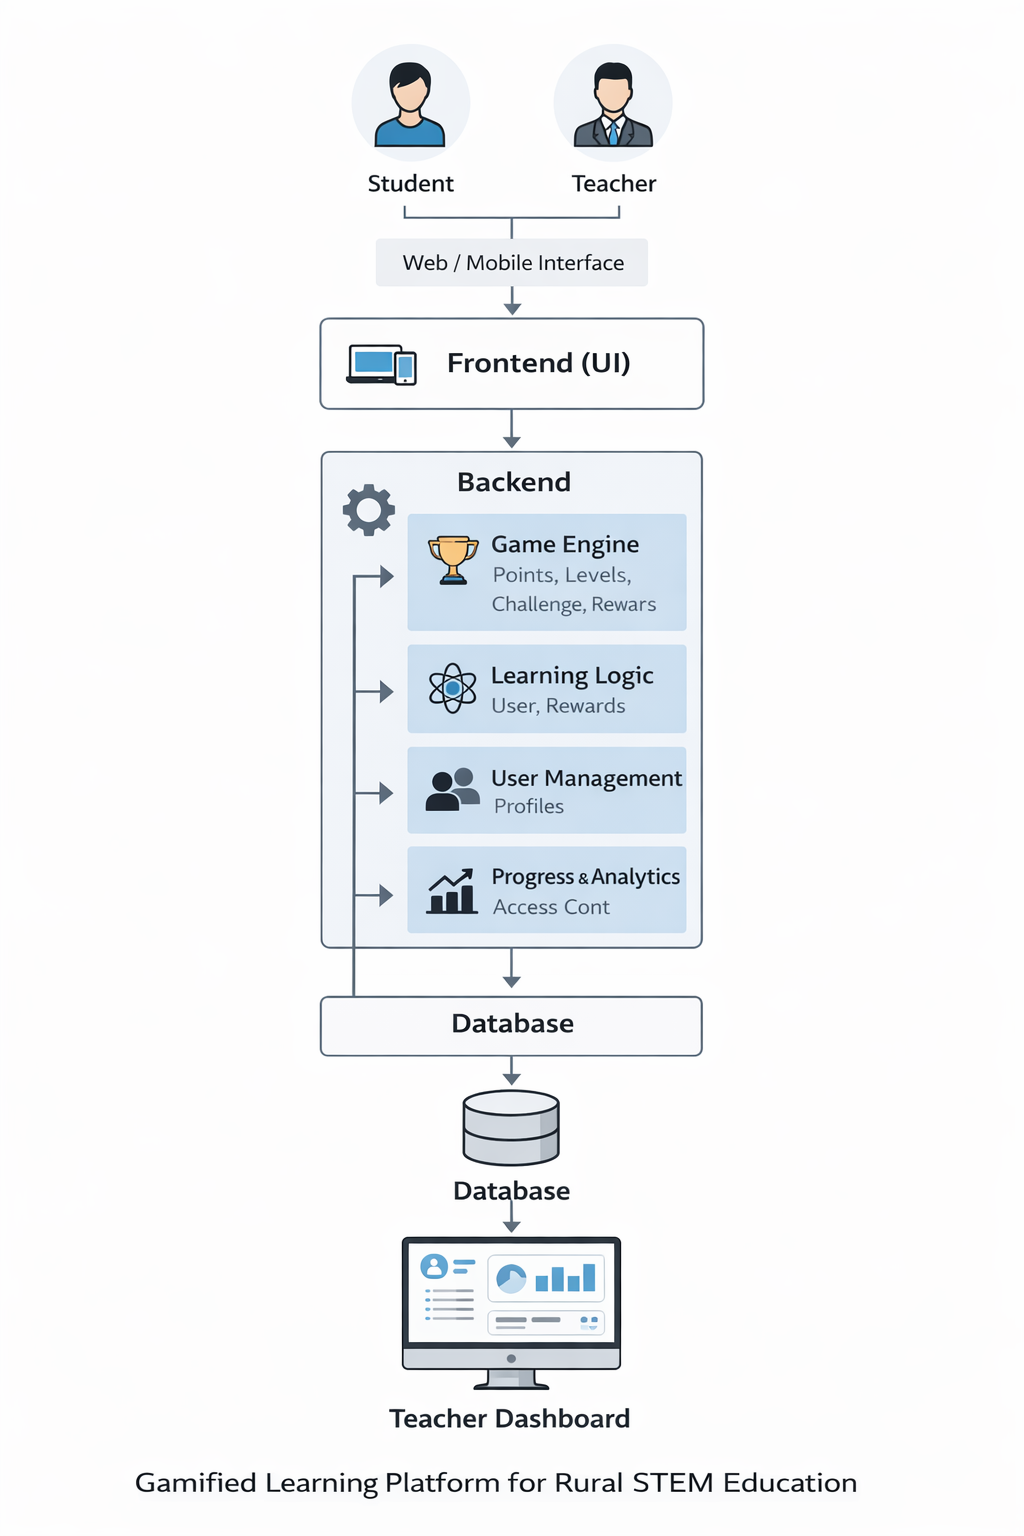 Student
Teacher
Web / Mobile Interface
Frontend (UI)
Backend
Game Engine
Points, Levels,
Challenge, Rewars
Learning Logic
User, Rewards
User Management
Profiles
Progress & Analytics
Access Cont
Database
Database
Teacher Dashboard
Gamified Learning Platform for Rural STEM Education